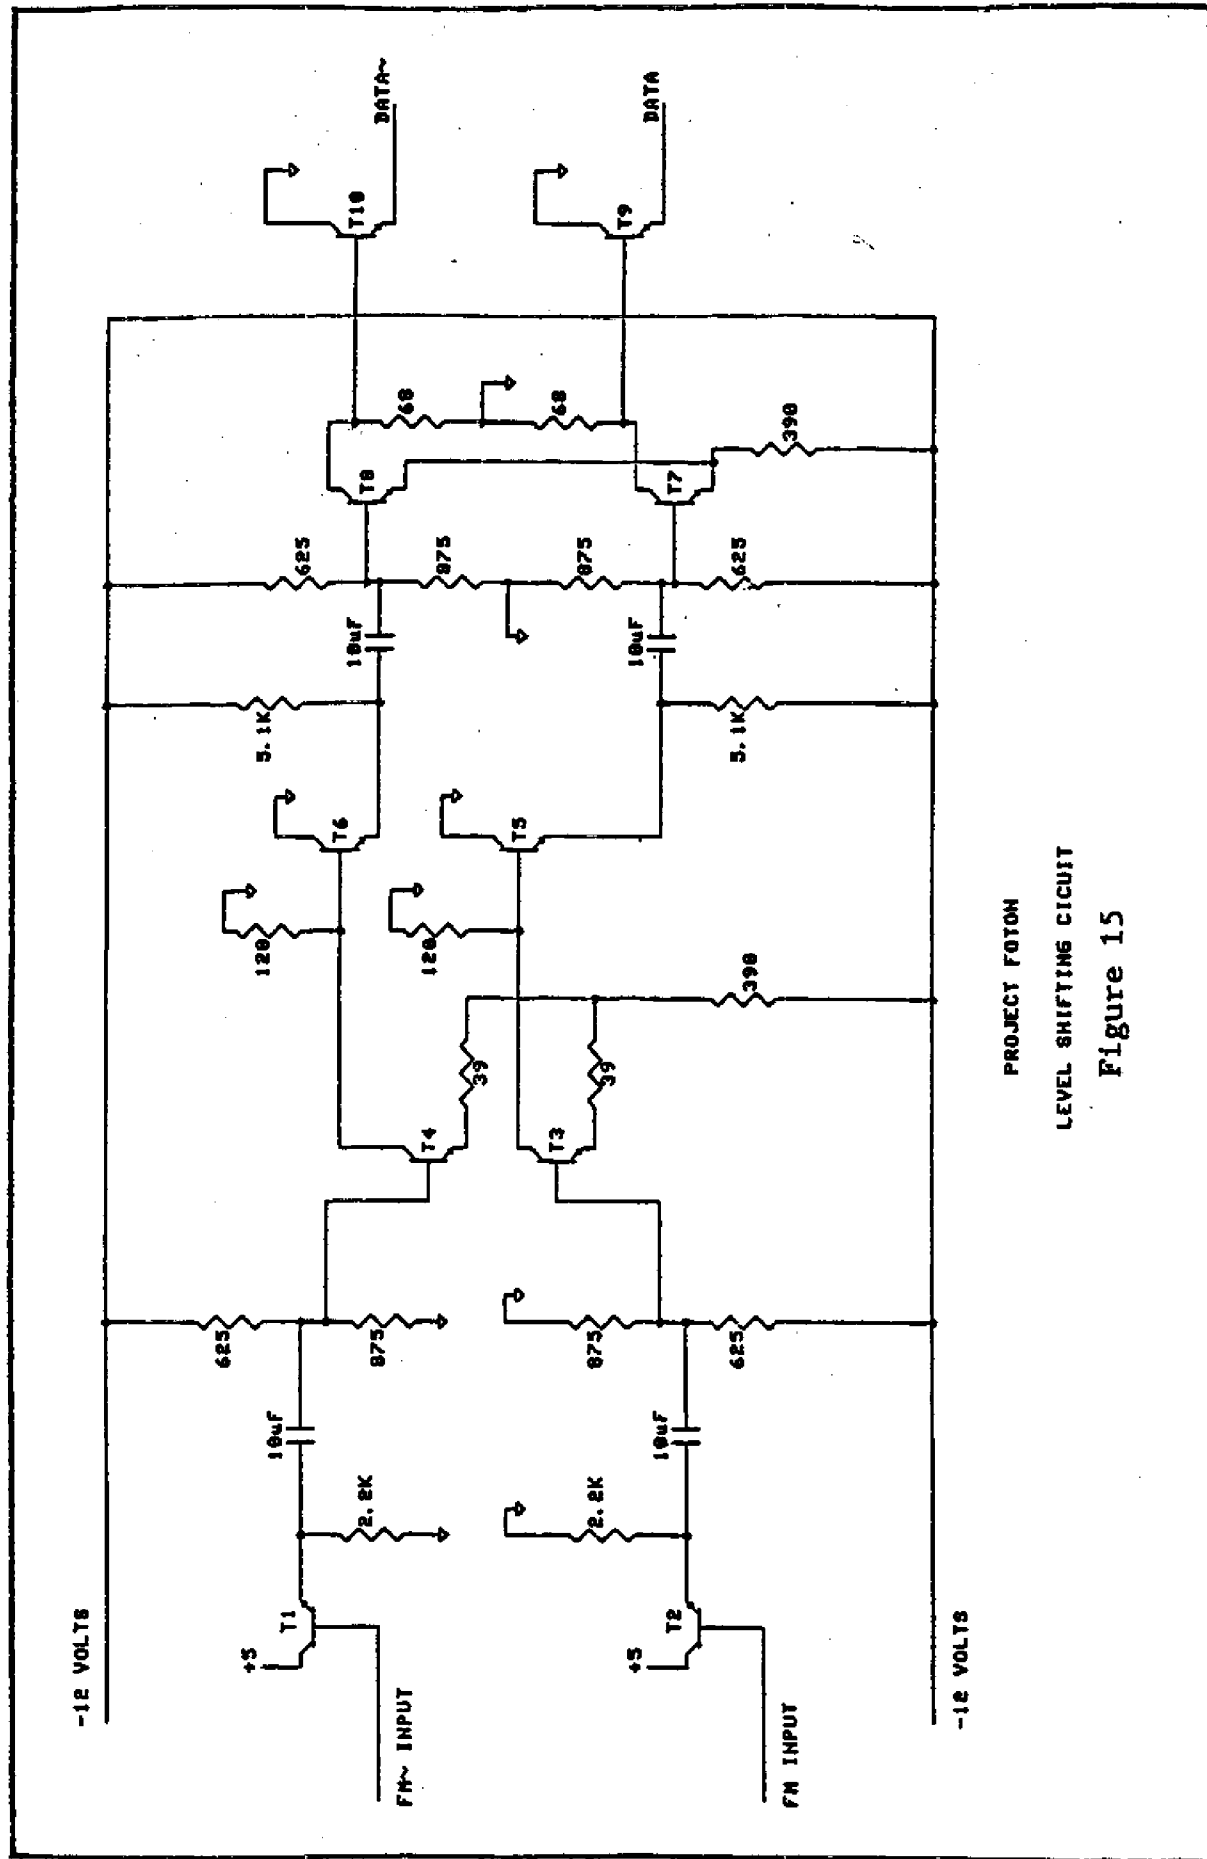 -12 VOLTS
FM~ INPUT
+5
T1
2.2K
10uF
625
875
T4
39
120
T6
5.1K
10uF
625
875
T8
68
T10
DATA~
FM INPUT
+5
T2
2.2K
10uF
875
625
T3
39
390
120
T5
5.1K
10uF
875
625
T7
68
390
T9
DATA
-12 VOLTS
PROJECT FOTON
LEVEL SHIFTING CICUIT
Figure 15